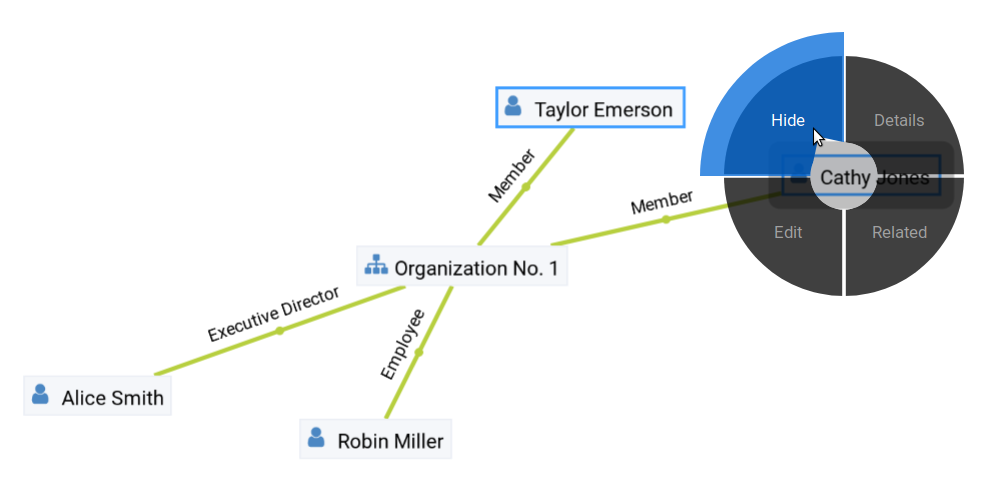 Taylor Emerson
Hide
Details
Member
Cathy Jones
Member
Edit
Related
Organization No. 1
Executive Director
Employee
Alice Smith
Robin Miller